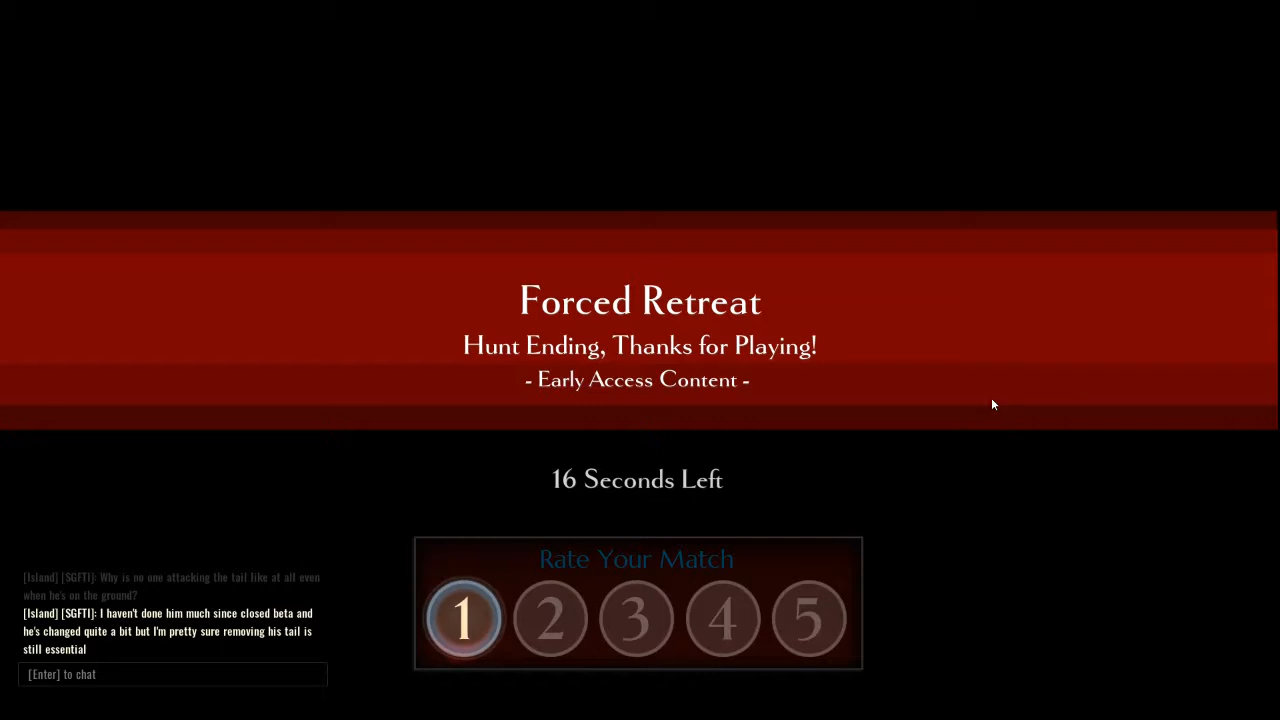 Forced Retreat
Hunt Ending, Thanks for Playing!
- Early Access Content -
16 Seconds Left
Rate Your Match
1 2 3 4 5
[Island] [SGFTI]: Why is no one attacking the tail like at all even
when he's on the ground?
[Island] [SGFTI]: I haven't done him much since closed beta and
he's changed quite a bit but I'm pretty sure removing his tail is
still essential
[Enter] to chat